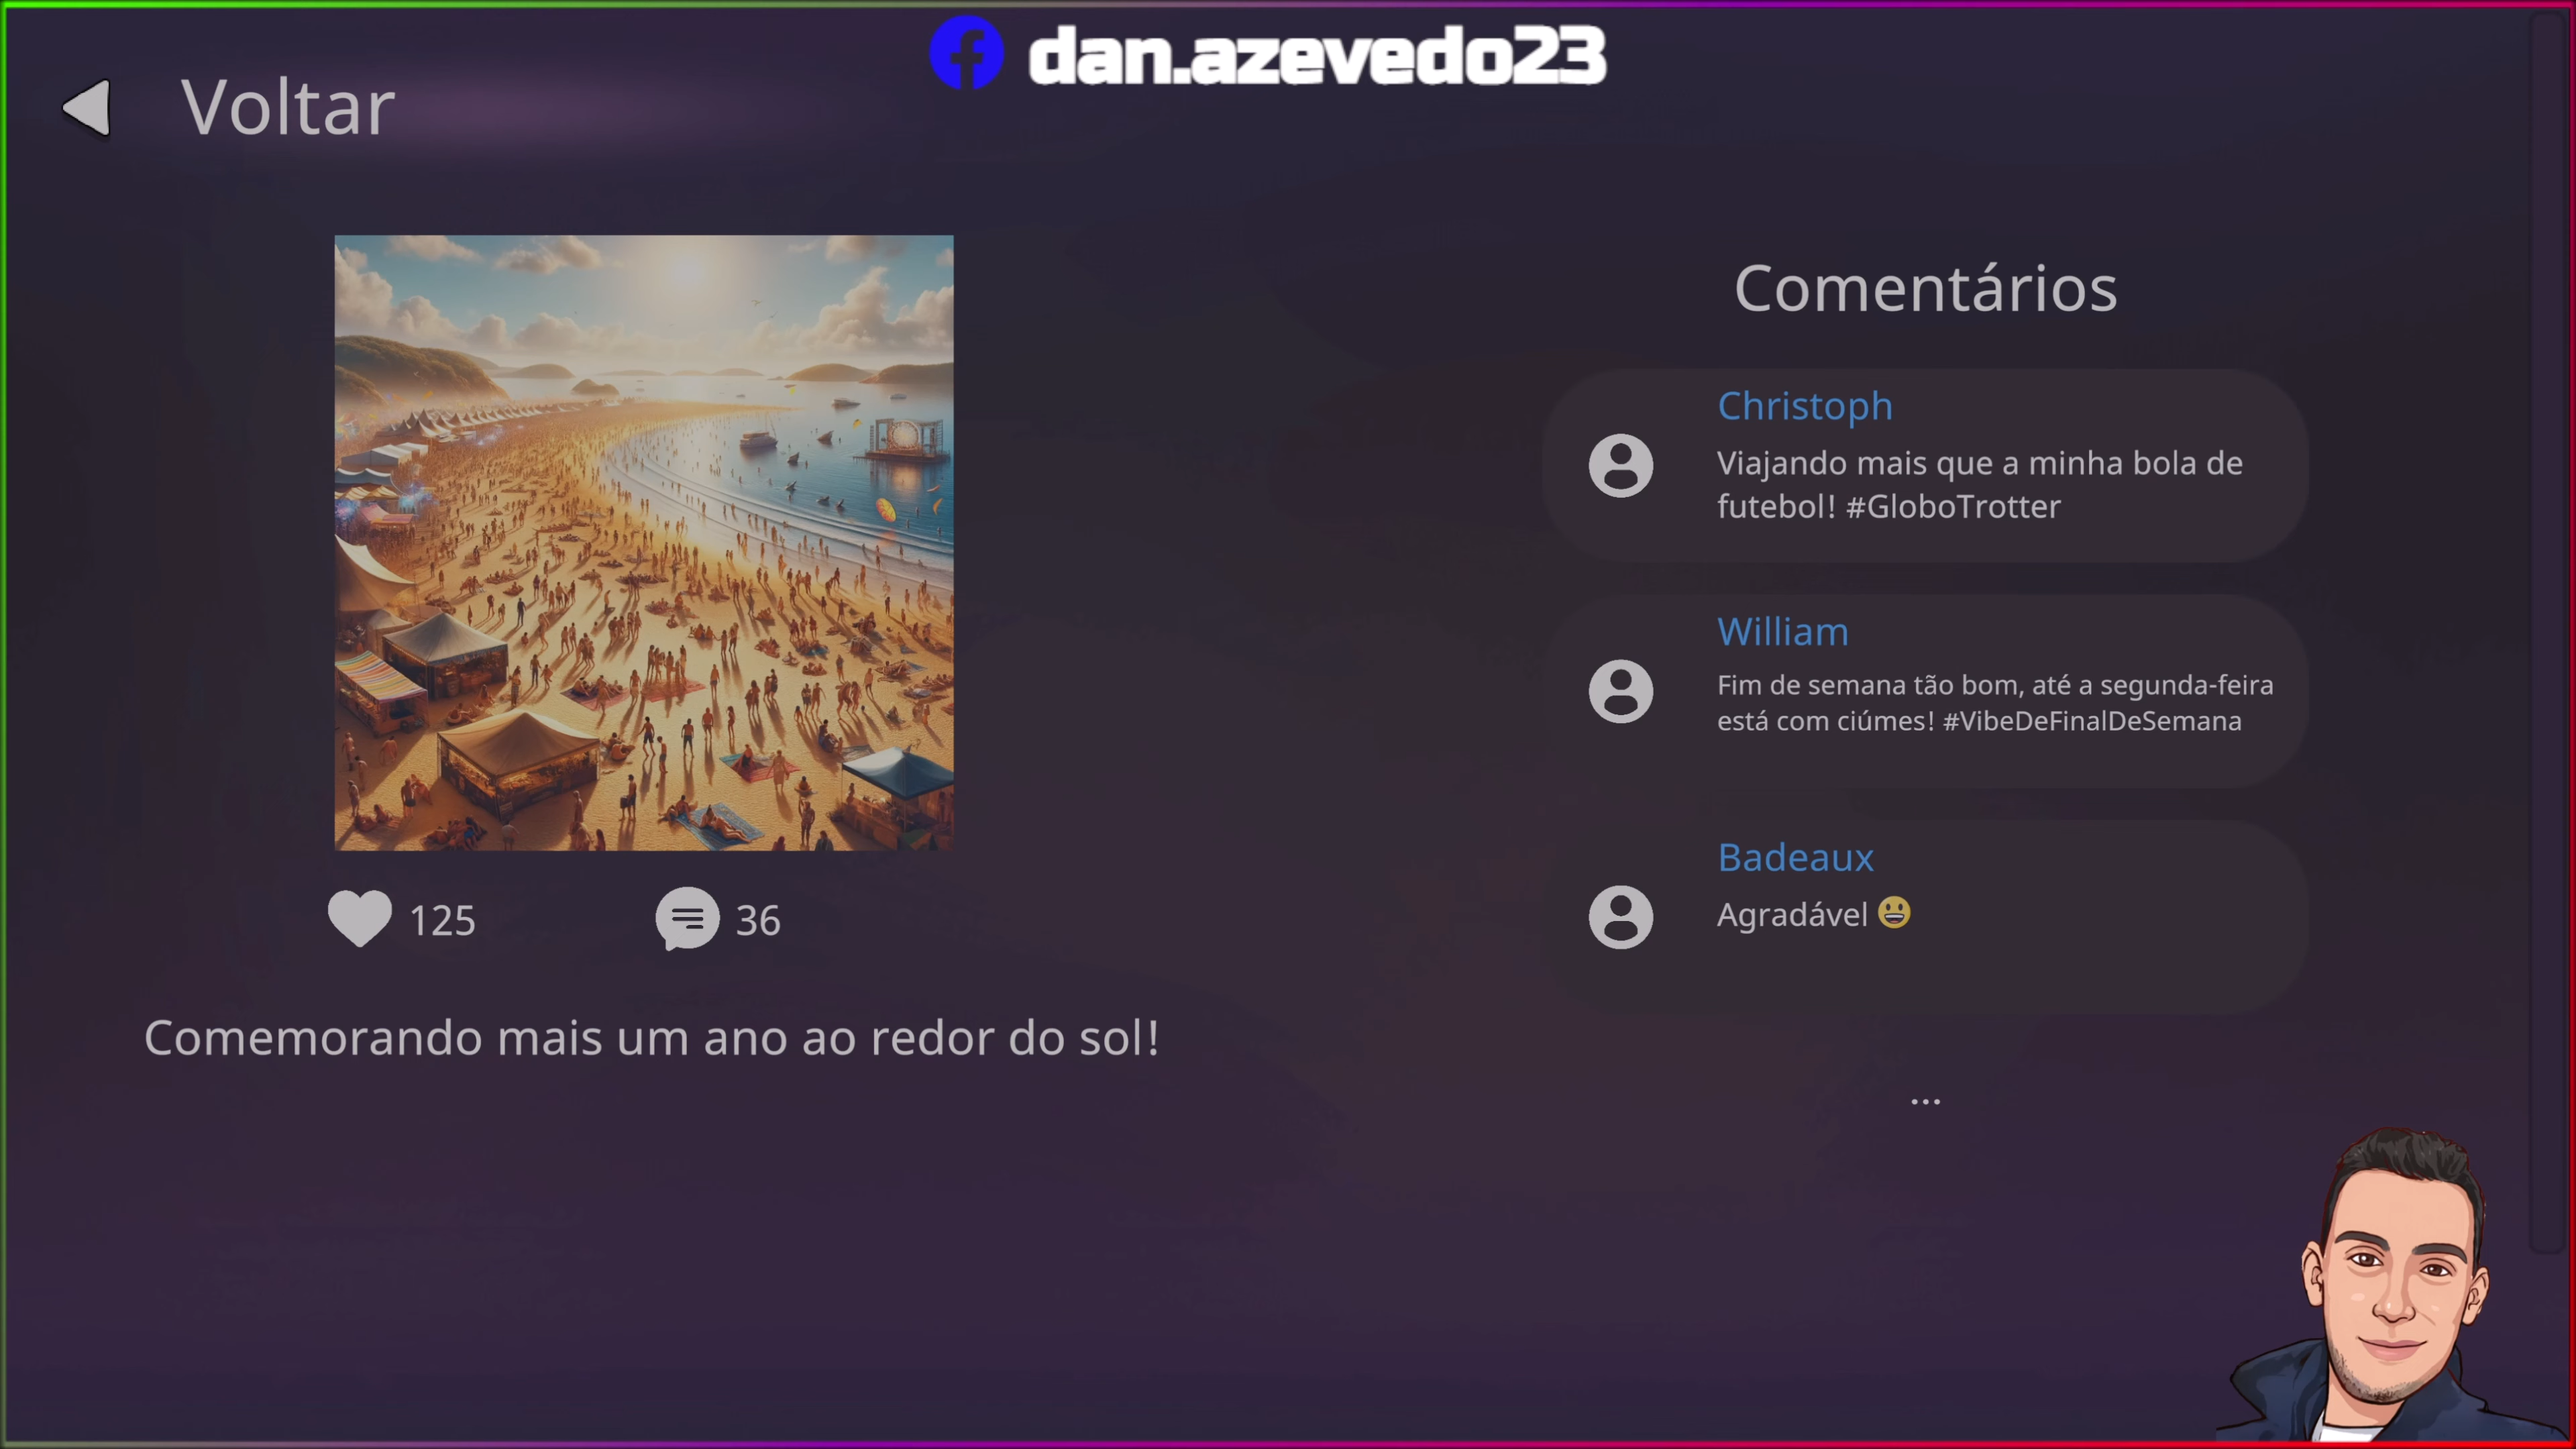 dan.azevedo23
Voltar
125
36
Comemorando mais um ano ao redor do sol!
Comentários
Christoph
Viajando mais que a minha bola de
futebol! #GloboTrotter
William
Fim de semana tão bom, até a segunda-feira
está com ciúmes! #VibeDeFinalDeSemana
Badeaux
Agradável 😀
...